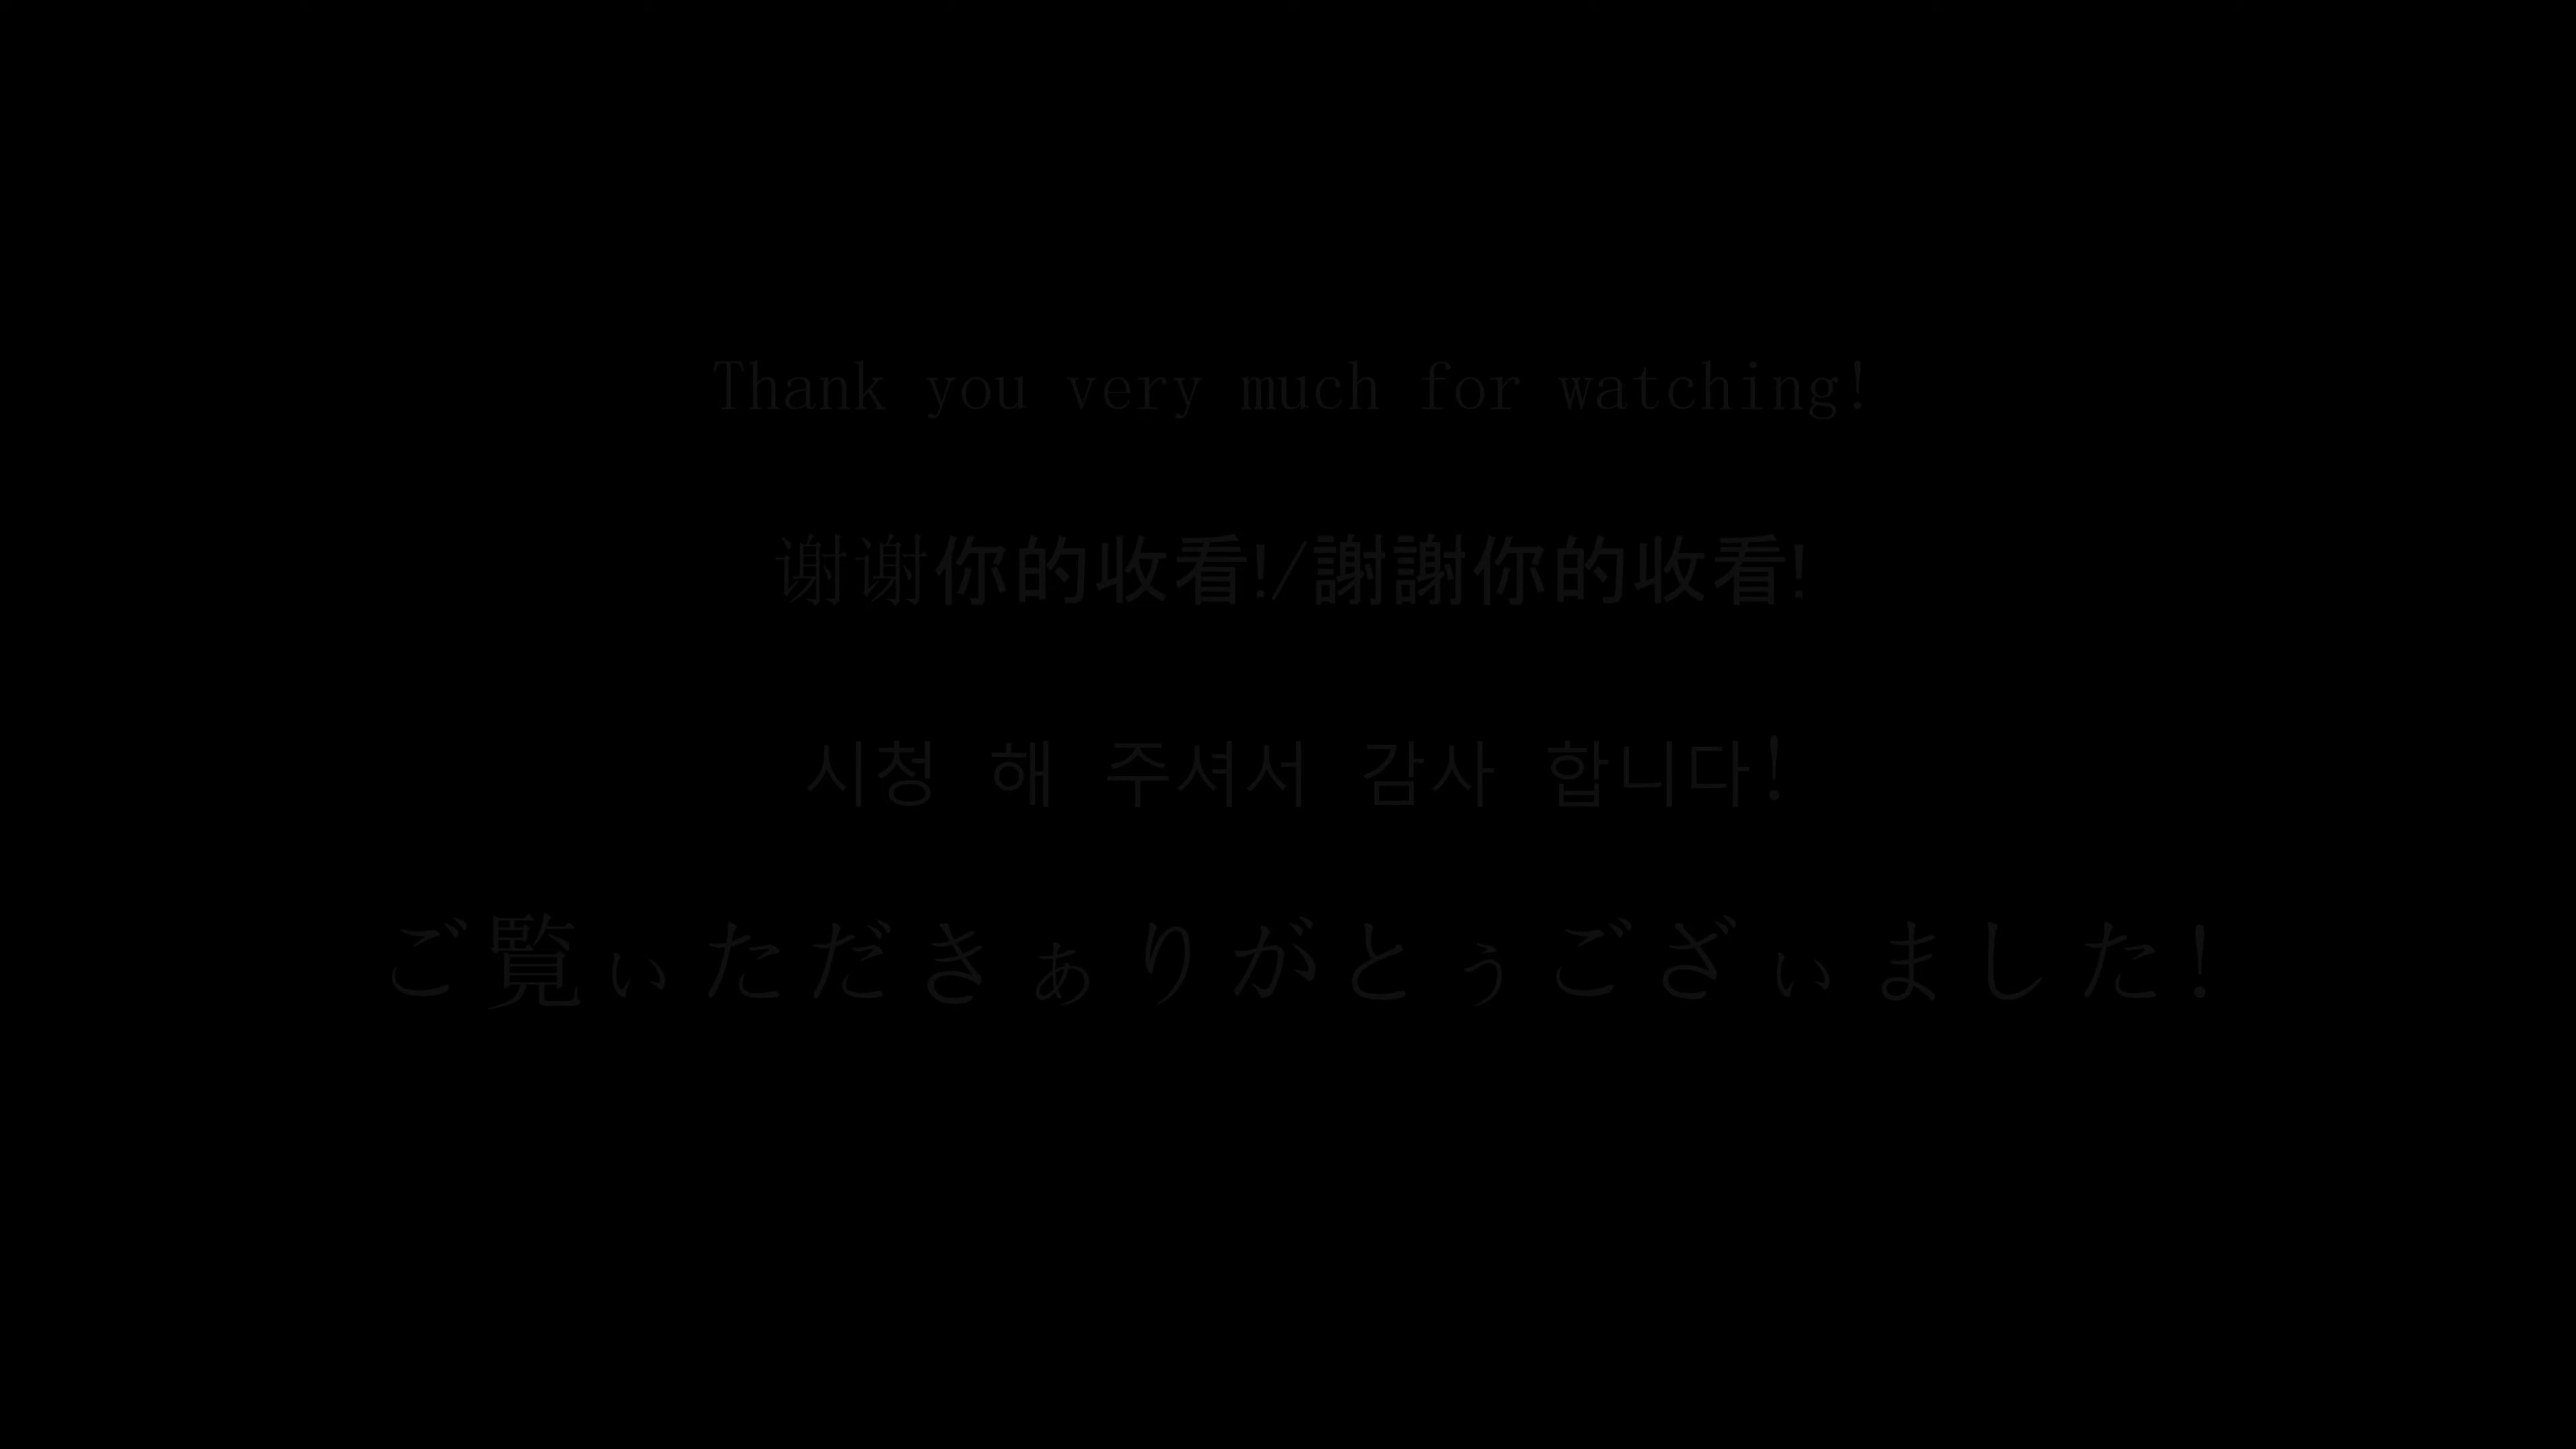 Thank you very much for watching!
谢谢你的收看!/謝謝你的收看!
시청 해 주셔서 감사 합니다!
ご覧ぃただきぁりがとぅござぃました!